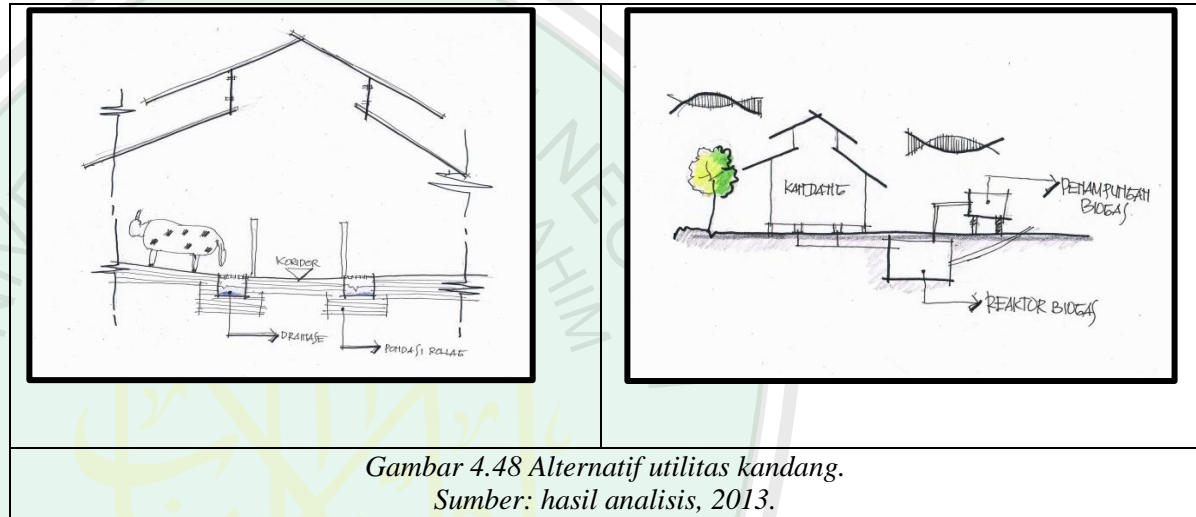 KORIDOR
DRAINASE
PONDASI ROLLAG
KANDANG
PENAMPUNGAN
BIOGAS
REAKTOR BIOGAS
Gambar 4.48 Alternatif utilitas kandang.
Sumber: hasil analisis, 2013.